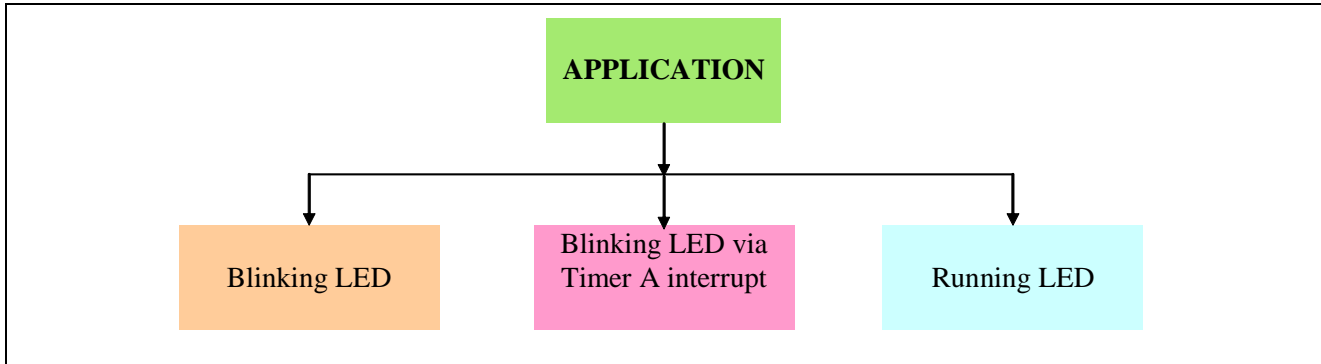 APPLICATION
Blinking LED
Blinking LED via
Timer A interrupt
Running LED